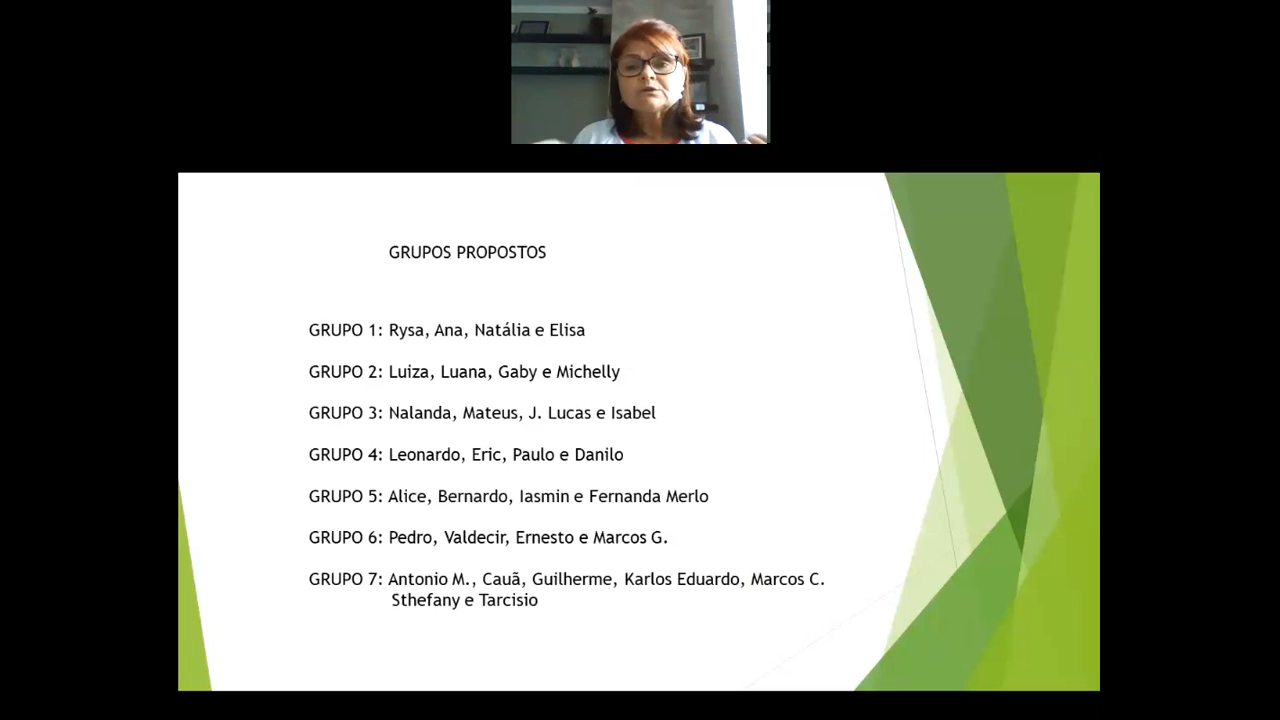 GRUPOS PROPOSTOS
GRUPO 1: Rysa, Ana, Natália e Elisa
GRUPO 2: Luiza, Luana, Gaby e Michelly
GRUPO 3: Nalanda, Mateus, J. Lucas e Isabel
GRUPO 4: Leonardo, Eric, Paulo e Danilo
GRUPO 5: Alice, Bernardo, Iasmin e Fernanda Merlo
GRUPO 6: Pedro, Valdecir, Ernesto e Marcos G.
GRUPO 7: Antonio M., Cauã, Guilherme, Karlos Eduardo, Marcos C.
Sthefany e Tarcisio